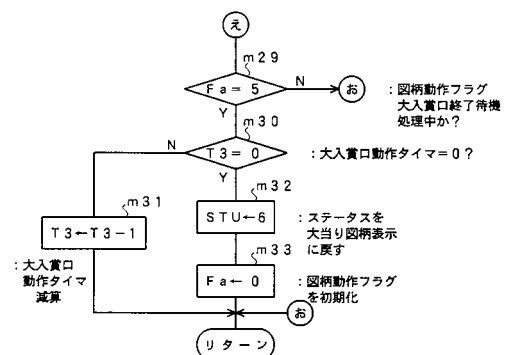 え
m29
Fa=5
N
お
:図柄動作フラグ
大入賞口終了待機
処理中か?
Y
m30
N
T3=0
:大入賞口動作タイマ=0?
Y
m31
m32
T3←T3-1
STU←6
:ステータスを
大当り図柄表示
に戻す
:大入賞口
動作タイマ
減算
m33
Fa←0
:図柄動作フラグ
を初期化
お
リターン